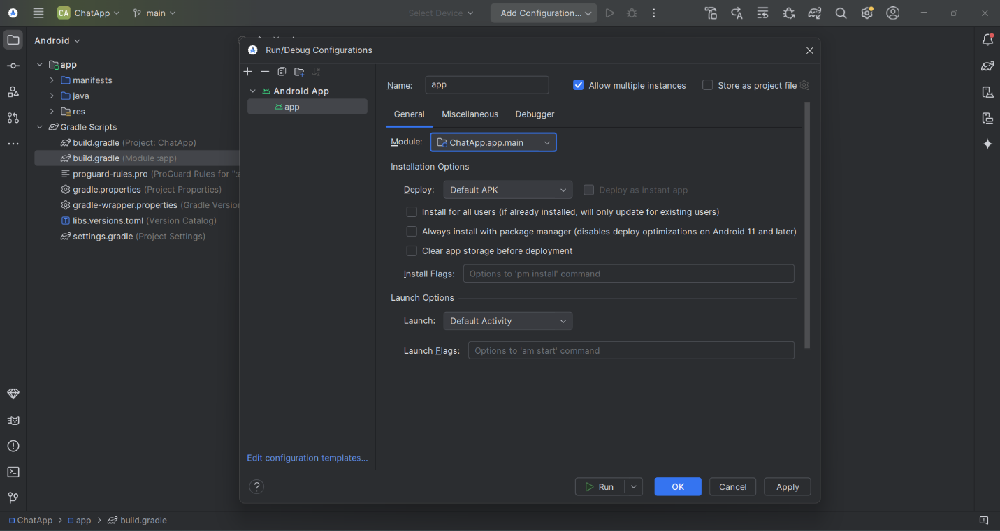 CA ChatApp main Select Device Add Configuration...
Android
app
manifests
java
res
Gradle Scripts
build.gradle (Project: ChatApp)
build.gradle (Module :app)
proguard-rules.pro (ProGuard Rules for ":a
gradle.properties (Project Properties)
gradle-wrapper.properties (Gradle Version
libs.versions.toml (Version Catalog)
settings.gradle (Project Settings)
Run/Debug Configurations
Android App
app
Edit configuration templates...
Name: app Allow multiple instances Store as project file
General Miscellaneous Debugger
Module: ChatApp.app.main
Installation Options
Deploy: Default APK Deploy as instant app
Install for all users (if already installed, will only update for existing users)
Always install with package manager (disables deploy optimizations on Android 11 and later)
Clear app storage before deployment
Install Flags: Options to 'pm install' command
Launch Options
Launch: Default Activity
Launch Flags: Options to 'am start' command
? Run OK Cancel Apply
ChatApp > app > build.gradle